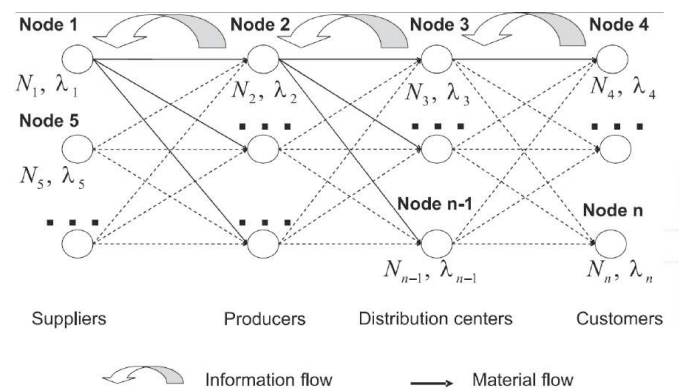 Node 1 Node 2 Node 3 Node 4
N₁, λ₁ N₂, λ₂ N₃, λ₃ N₄, λ₄
Node 5
N₅, λ₅
Node n-1 Node n
Nₙ₋₁, λₙ₋₁ Nₙ, λₙ
Suppliers Producers Distribution centers Customers
Information flow Material flow